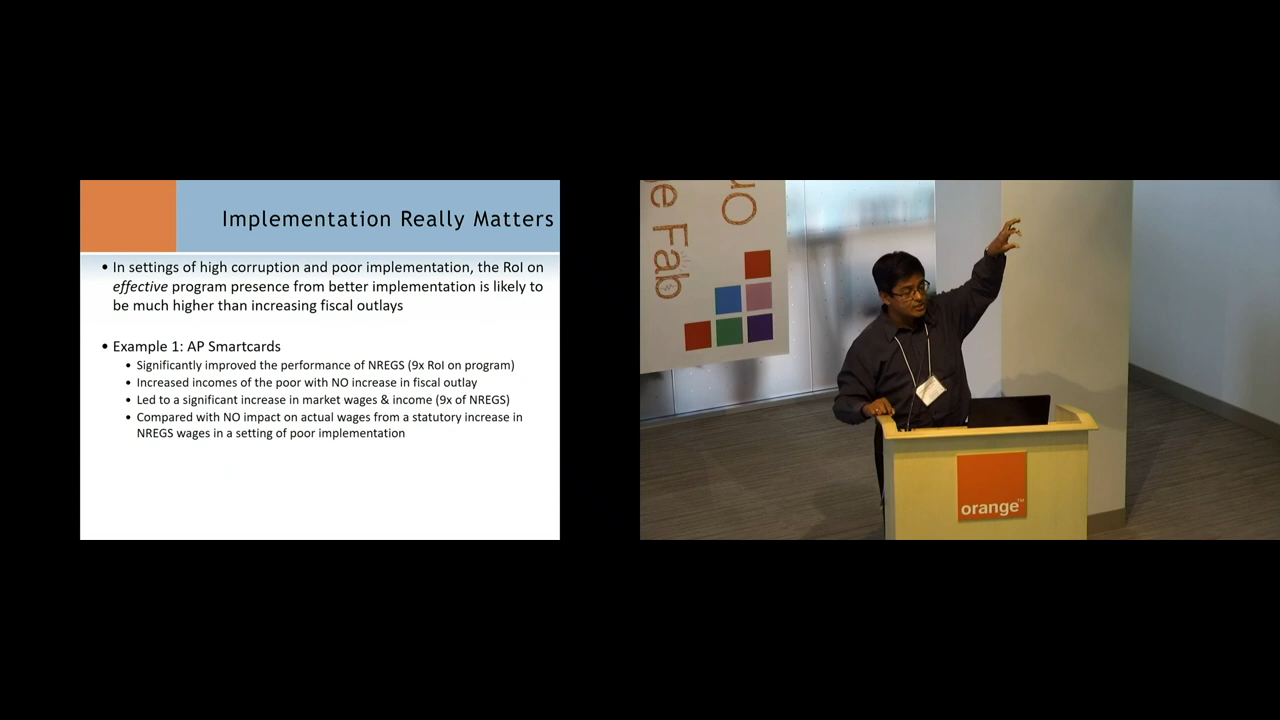 Implementation Really Matters
• In settings of high corruption and poor implementation, the RoI on
effective program presence from better implementation is likely to
be much higher than increasing fiscal outlays
• Example 1: AP Smartcards
• Significantly improved the performance of NREGS (9x RoI on program)
• Increased incomes of the poor with NO increase in fiscal outlay
• Led to a significant increase in market wages & income (9x of NREGS)
• Compared with NO impact on actual wages from a statutory increase in
NREGS wages in a setting of poor implementation
Fab
orange™